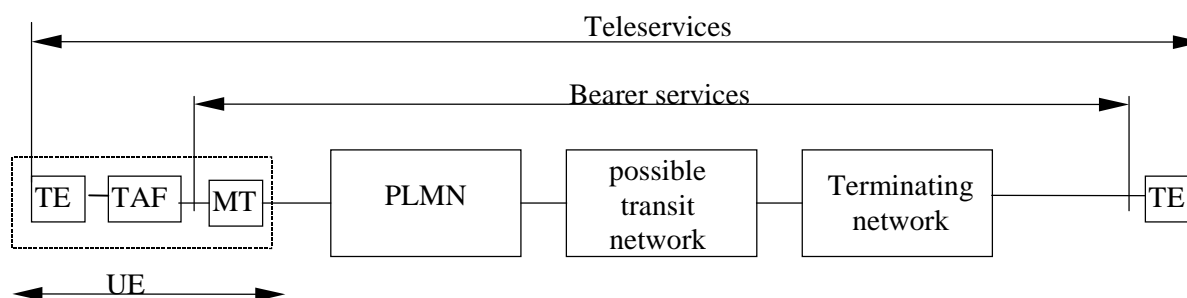 Teleservices
Bearer services
TE
TAF
MT
PLMN
possible
transit
network
Terminating
network
TE
UE